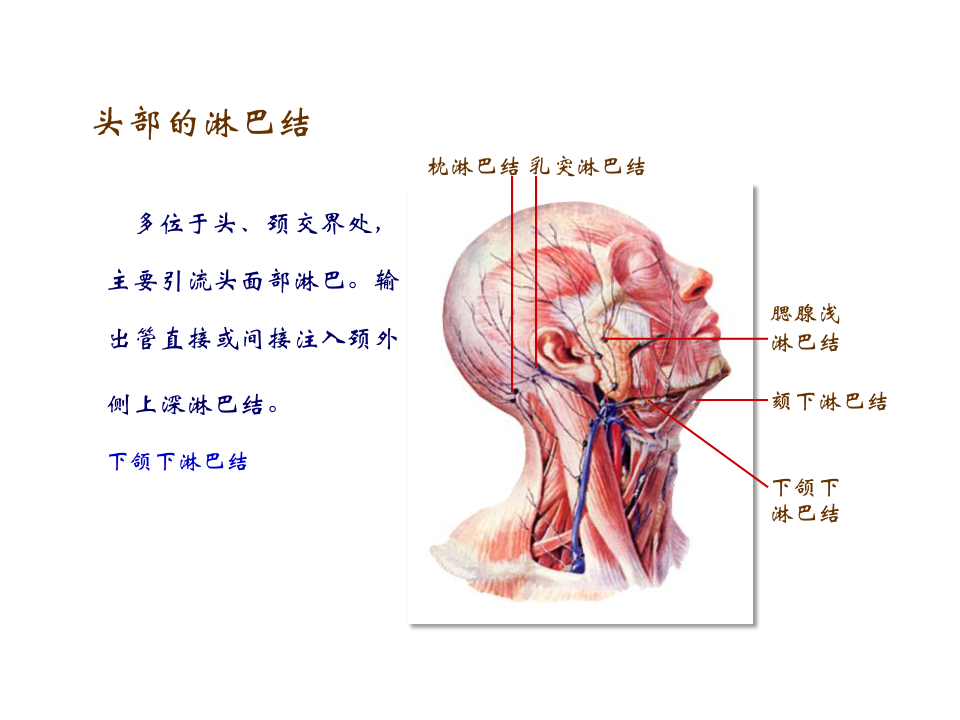 头部的淋巴结
枕淋巴结 乳突淋巴结
多位于头、颈交界处，
主要引流头面部淋巴。输
出管直接或间接注入颈外
侧上深淋巴结。
下颌下淋巴结
腮腺浅
淋巴结
颏下淋巴结
下颌下
淋巴结